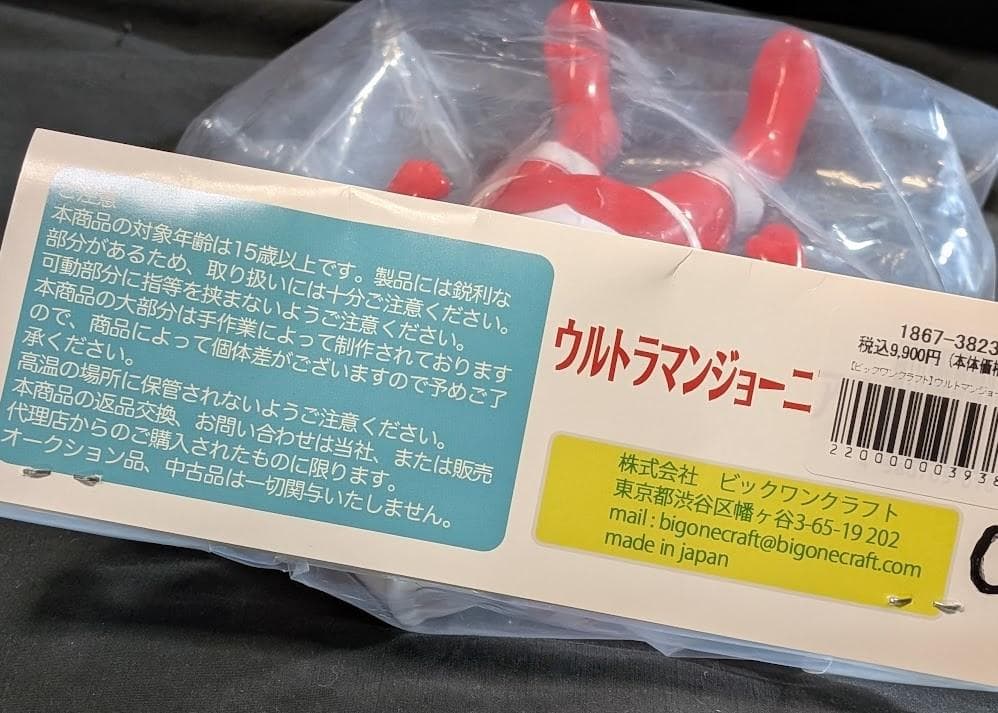 ご注意
本商品の対象年齢は15歳以上です。製品には鋭利な
部分があるため、取り扱いには十分ご注意ください。
可動部分に指等を挟まないようご注意ください。
本商品の大部分は手作業によって制作されております
ので、商品によって個体差がございますので予めご了
承ください。
高温の場所に保管されないようご注意ください。
本商品の返品交換、お問い合わせは当社、または販売
代理店からのご購入されたものに限ります。
オークション品、中古品は一切関与いたしません。
ウルトラマンジョーニ
1867-3823
税込9,900円 (本体価格
【ビックワンクラフト】ウルトマンジョー
2200000003938
株式会社 ビックワンクラフト
東京都渋谷区幡ヶ谷3-65-19 202
mail : bigonecraft@bigonecraft.com
made in japan